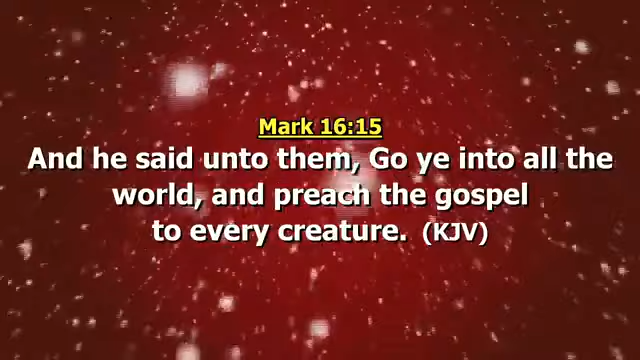 Mark 16:15
And he said unto them, Go ye into all the
world, and preach the gospel
to every creature. (KJV)